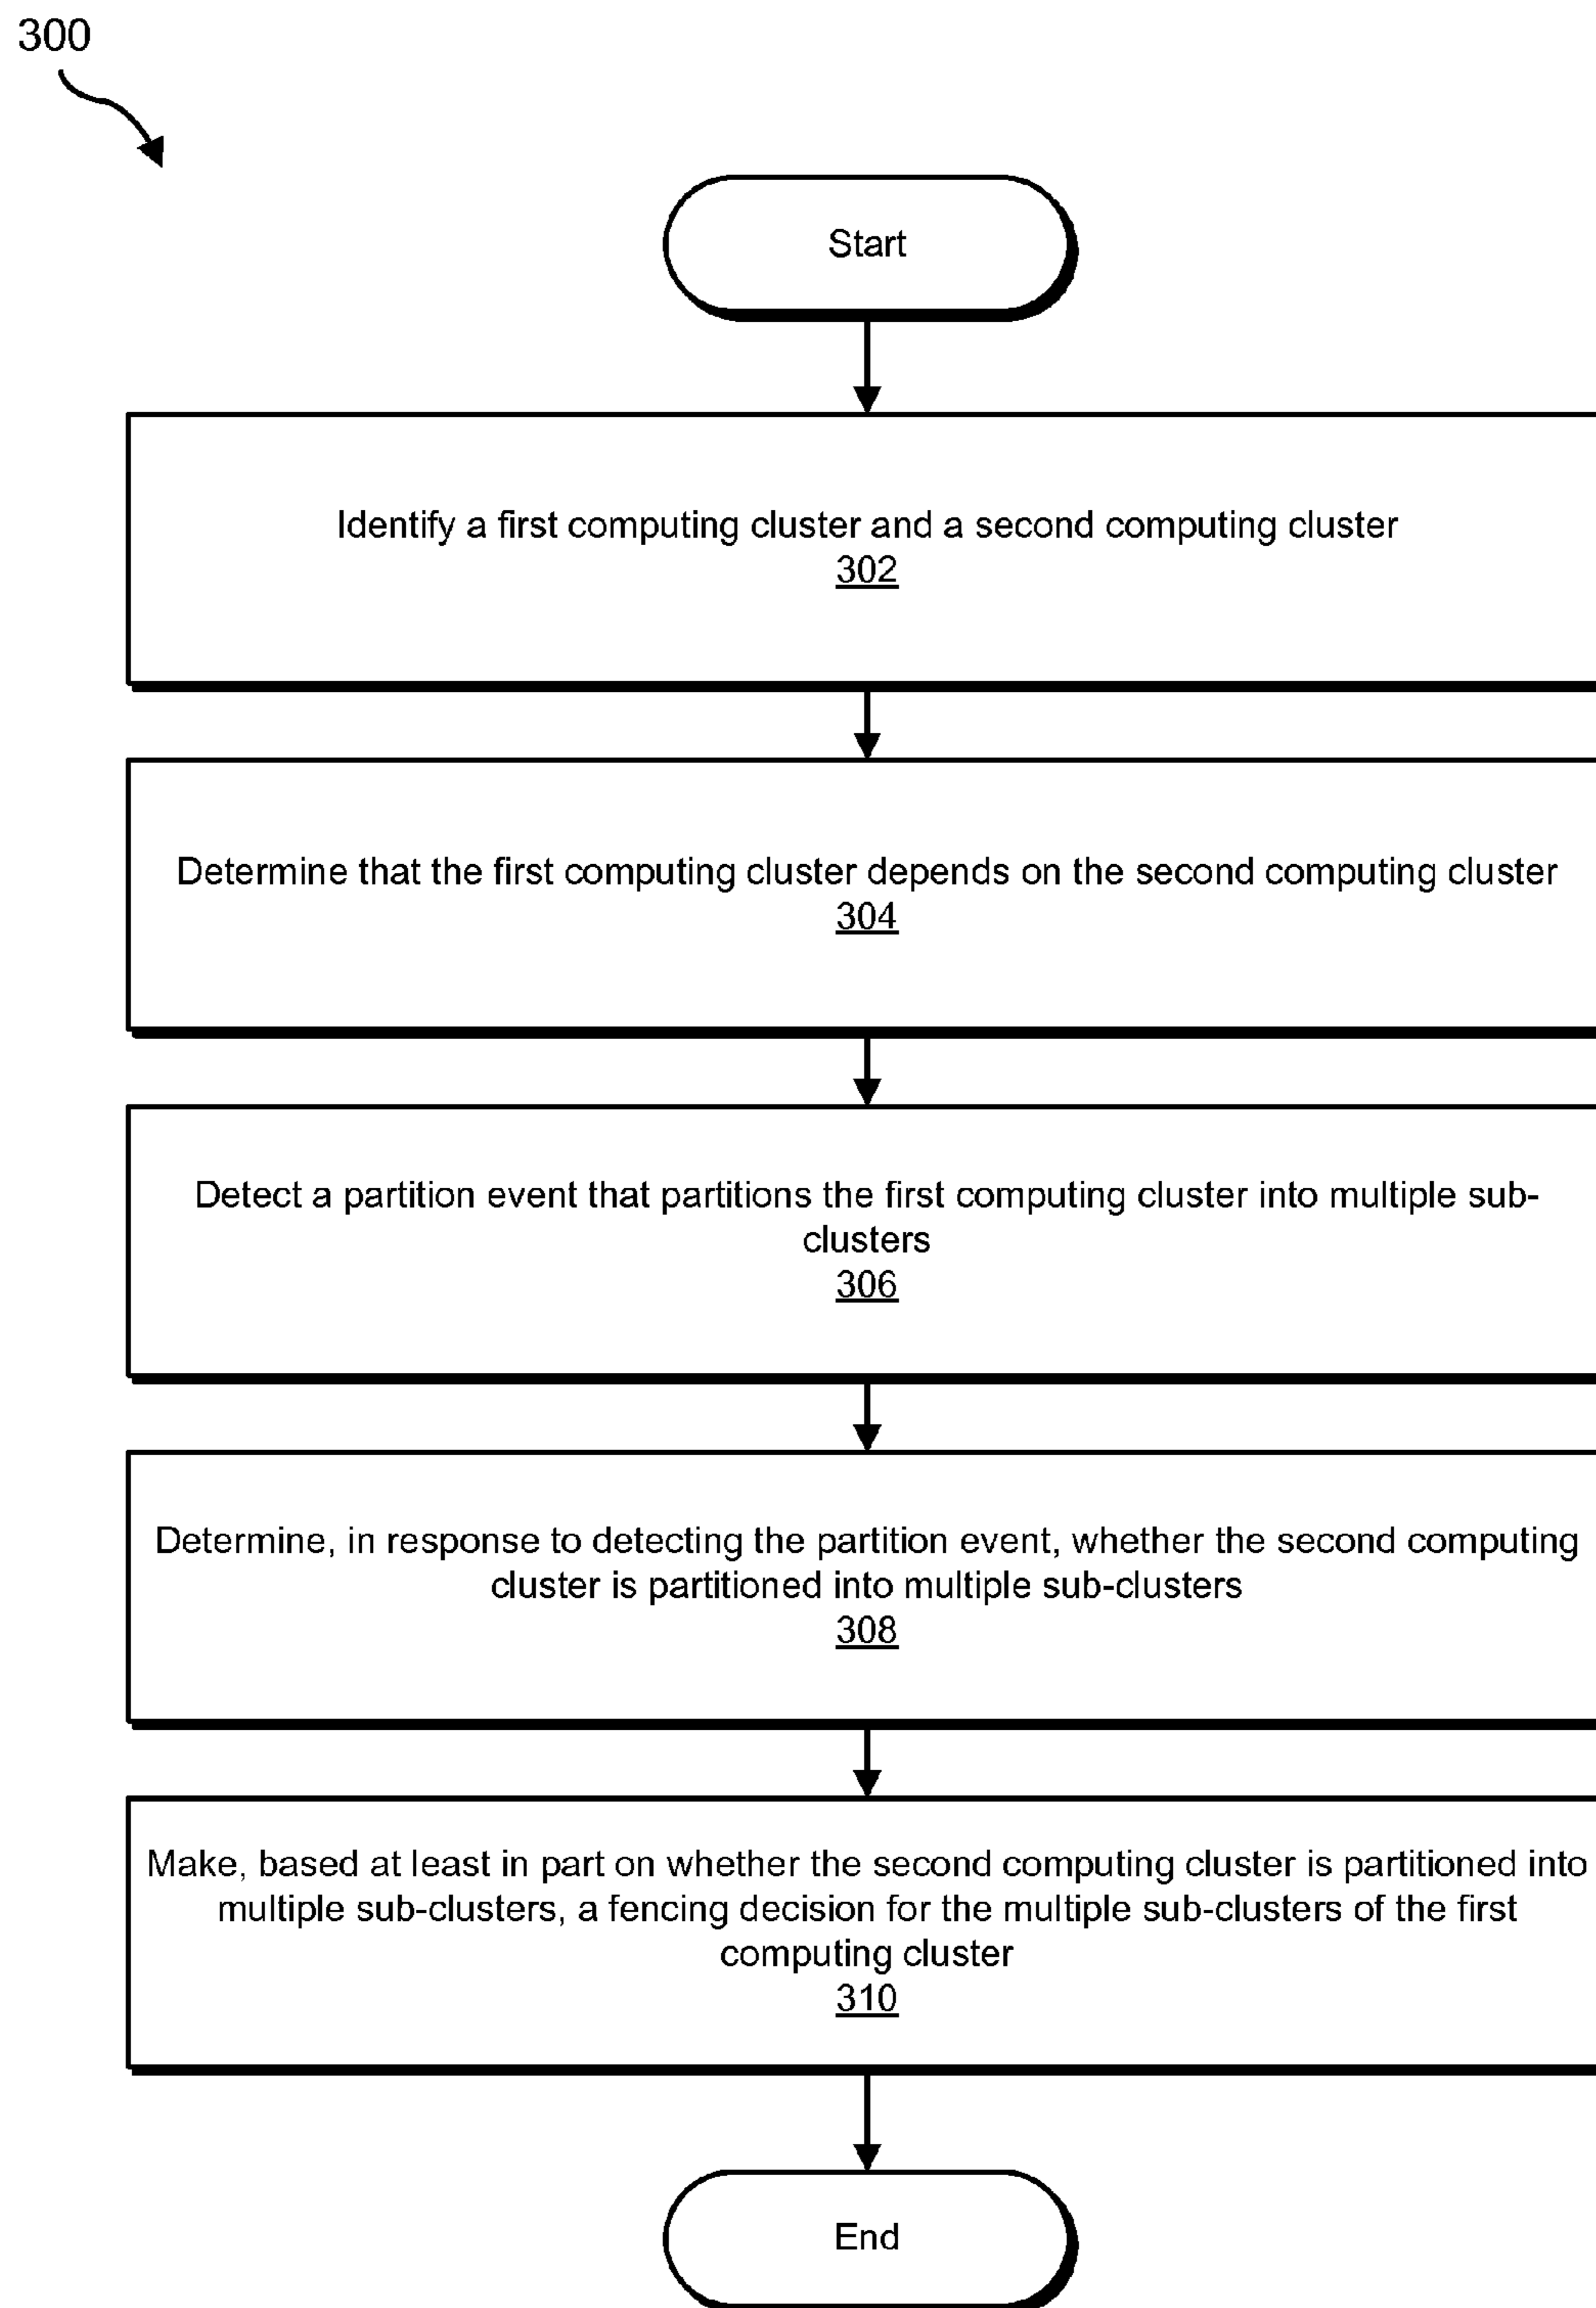 300
Start
Identify a first computing cluster and a second computing cluster
302
Determine that the first computing cluster depends on the second computing cluster
304
Detect a partition event that partitions the first computing cluster into multiple sub-
clusters
306
Determine, in response to detecting the partition event, whether the second computing
cluster is partitioned into multiple sub-clusters
308
Make, based at least in part on whether the second computing cluster is partitioned into
multiple sub-clusters, a fencing decision for the multiple sub-clusters of the first
computing cluster
310
End